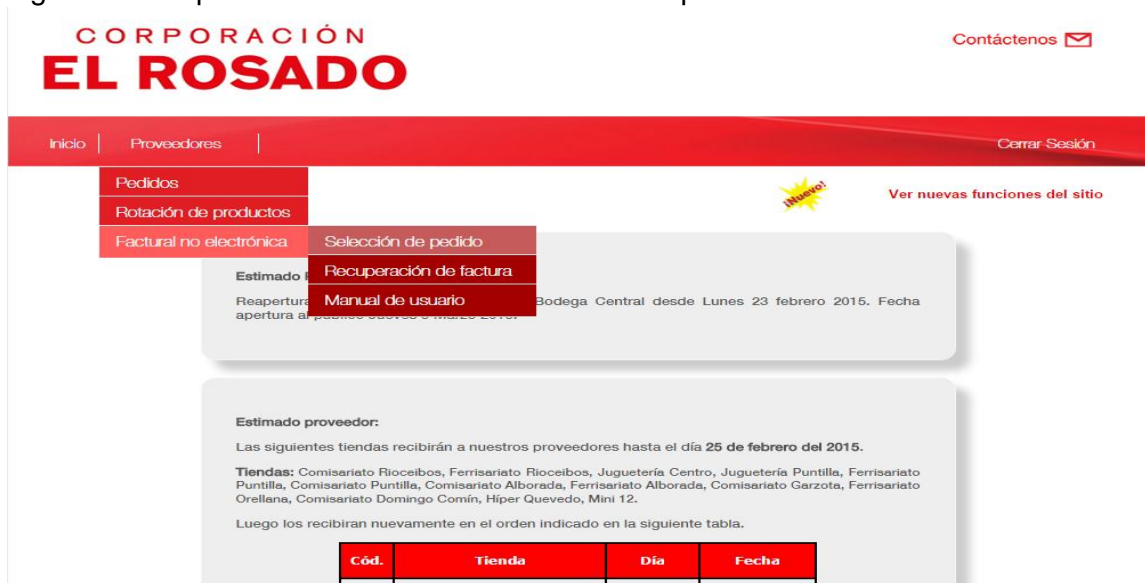 CORPORACIÓN
EL ROSADO
Contáctenos
Inicio
Proveedores
Cerrar Sesión
Pedidos
Rotación de productos
Factural no electrónica
Selección de pedido
Recuperación de factura
Manual de usuario
¡Nuevo!
Ver nuevas funciones del sitio
Estimado
Reapertura Bodega Central desde Lunes 23 febrero 2015. Fecha
apertura
Estimado proveedor:
Las siguientes tiendas recibirán a nuestros proveedores hasta el día 25 de febrero del 2015.
Tiendas: Comisariato Rioceibos, Ferrisariato Rioceibos, Juguetería Centro, Juguetería Puntilla, Ferrisariato
Puntilla, Comisariato Puntilla, Comisariato Alborada, Ferrisariato Alborada, Comisariato Garzota, Ferrisariato
Orellana, Comisariato Domingo Comín, Híper Quevedo, Mini 12.
Luego los recibiran nuevamente en el orden indicado en la siguiente tabla.
Cód. Tienda Día Fecha